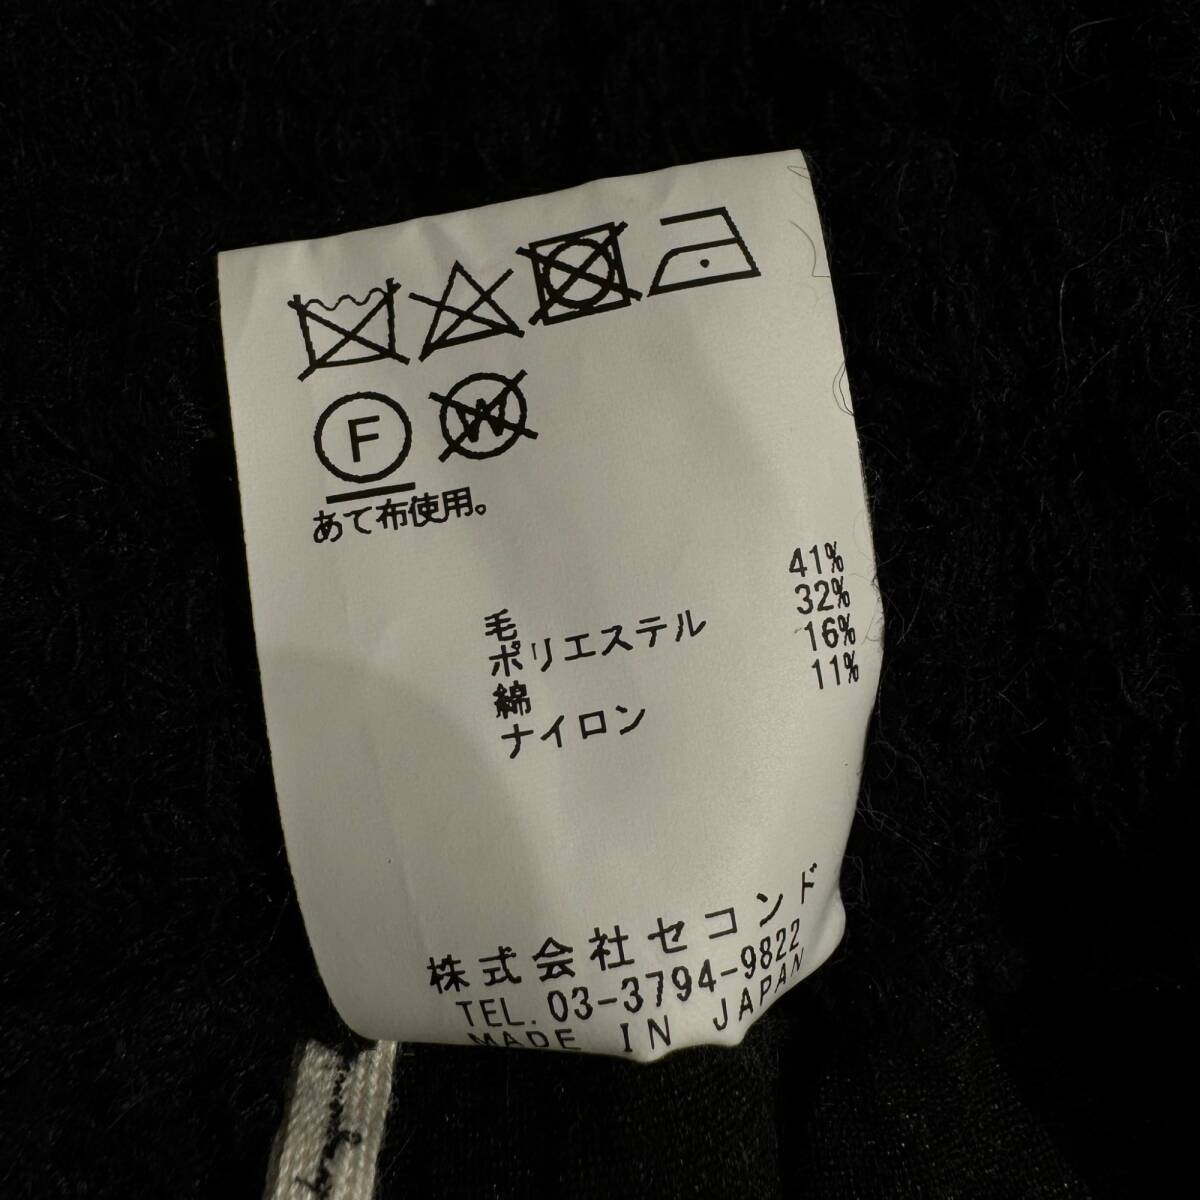 F W
あて布使用。
毛 41%
ポリエステル 32%
綿 16%
ナイロン 11%
株式会社セコンド
TEL. 03-3794-9822
MADE IN JAPAN